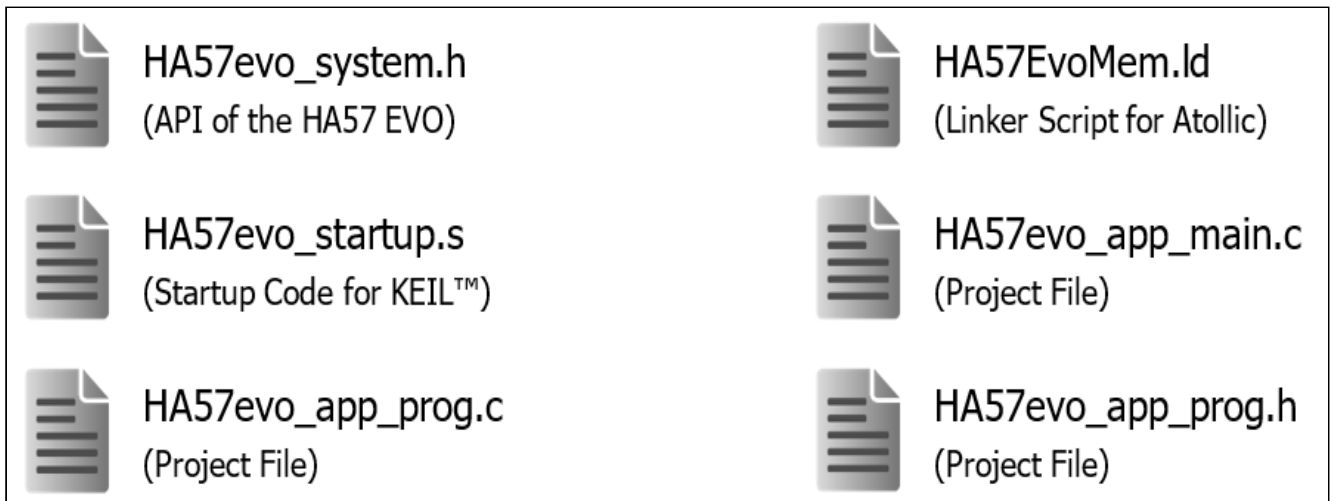 HA57evo_system.h
(API of the HA57 EVO)
HA57EvoMem.ld
(Linker Script for Atollic)
HA57evo_startup.s
(Startup Code for KEIL™)
HA57evo_app_main.c
(Project File)
HA57evo_app_prog.c
(Project File)
HA57evo_app_prog.h
(Project File)